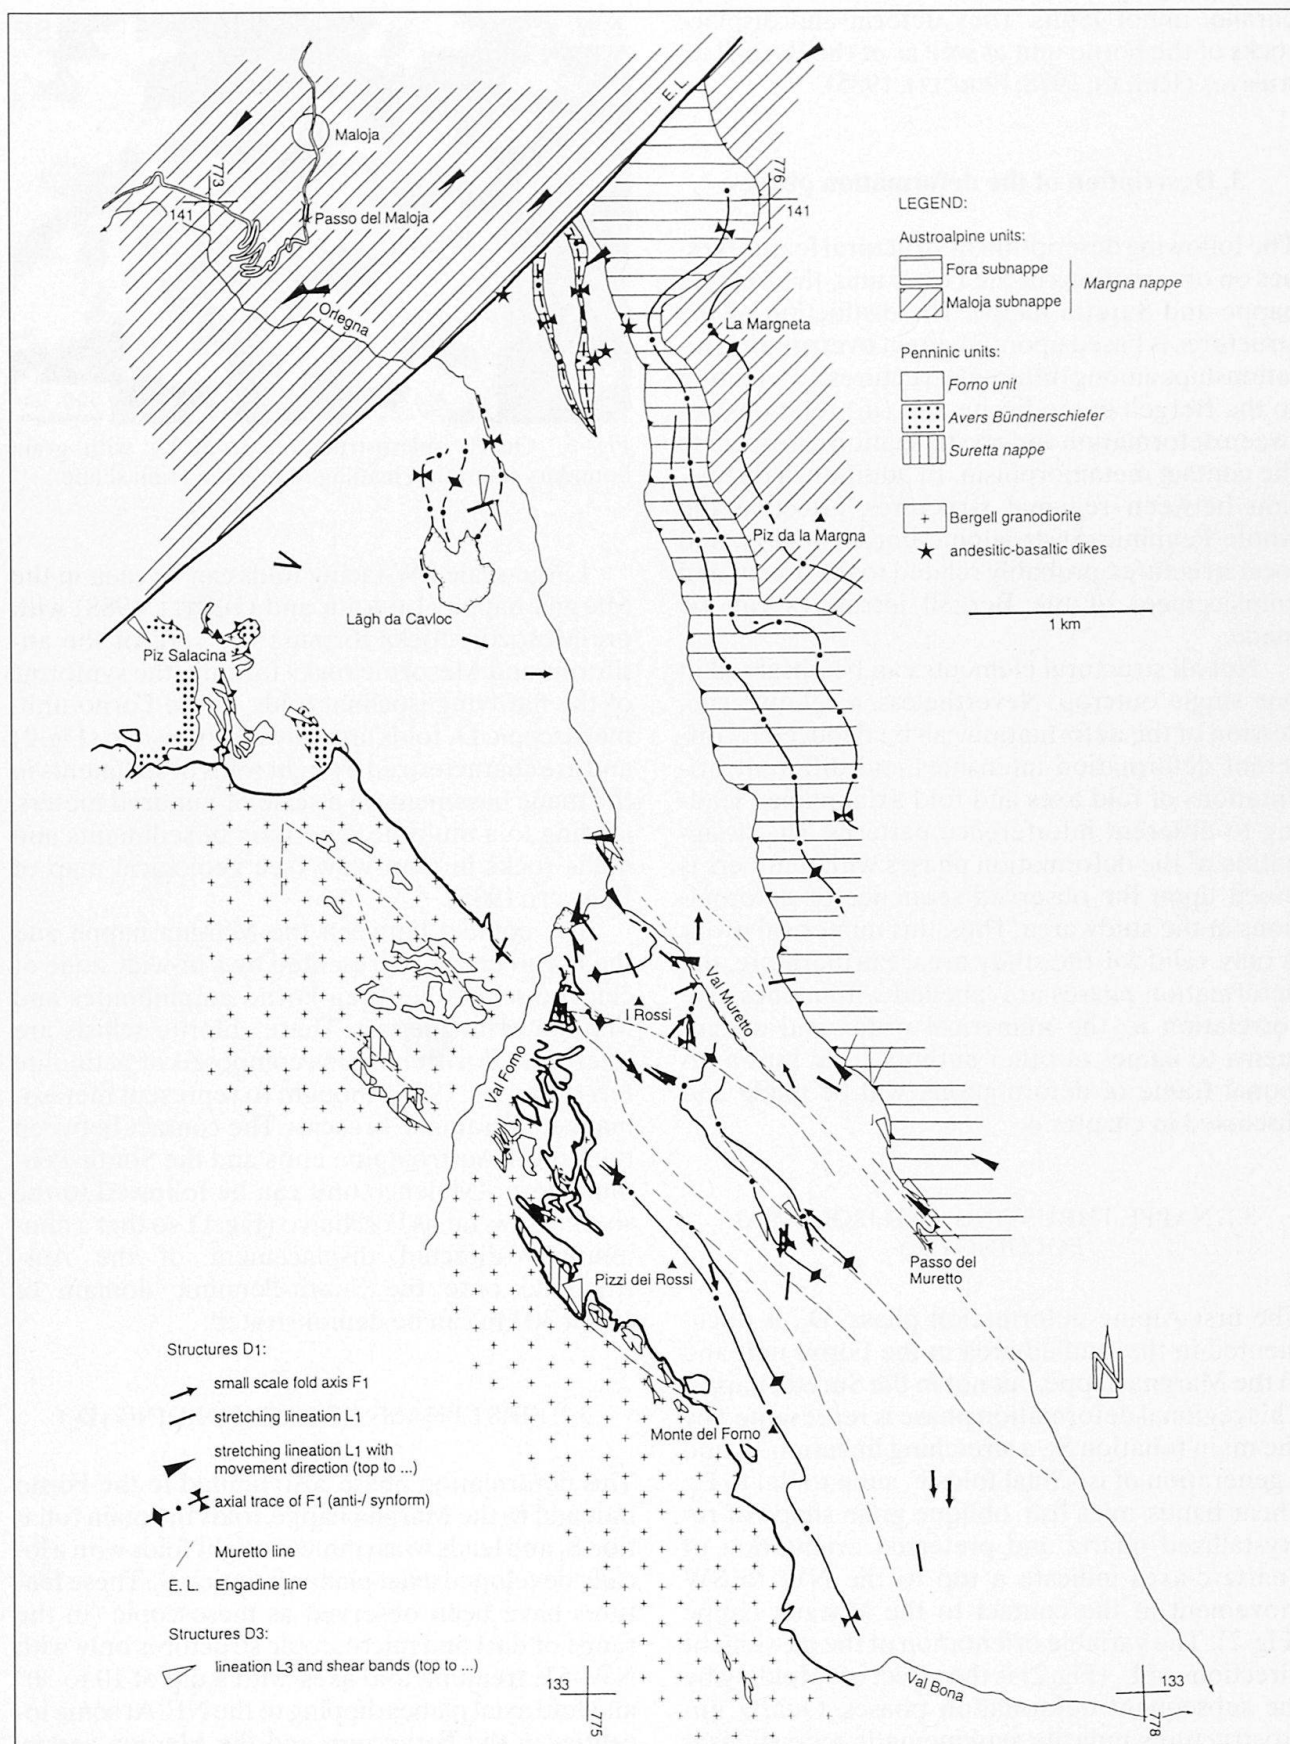 E. L.
Maloja
773
776
141
141
Passo del Maloja
LEGEND:
Austroalpine units:
Fora subnappe
Maloja subnappe
Margna nappe
Orlegna
La Margneta
Penninic units:
Forno unit
Avers Bündnerschiefer
Suretta nappe
Bergell granodiorite
andesitic-basaltic dikes
Piz da la Margna
1 km
Lägh da Cavloc
Piz Salacina
Val Muretto
I Rossi
Val Forno
Passo del
Muretto
Pizzi dei Rossi
N
Monte del Forno
Structures D1:
small scale fold axis F1
stretching lineation L1
stretching lineation L1 with
movement direction (top to ...)
axial trace of F1 (anti-/ synform)
Muretto line
E. L. Engadine line
Structures D3:
lineation L3 and shear bands (top to ...)
133
775
Val Bona
133
778